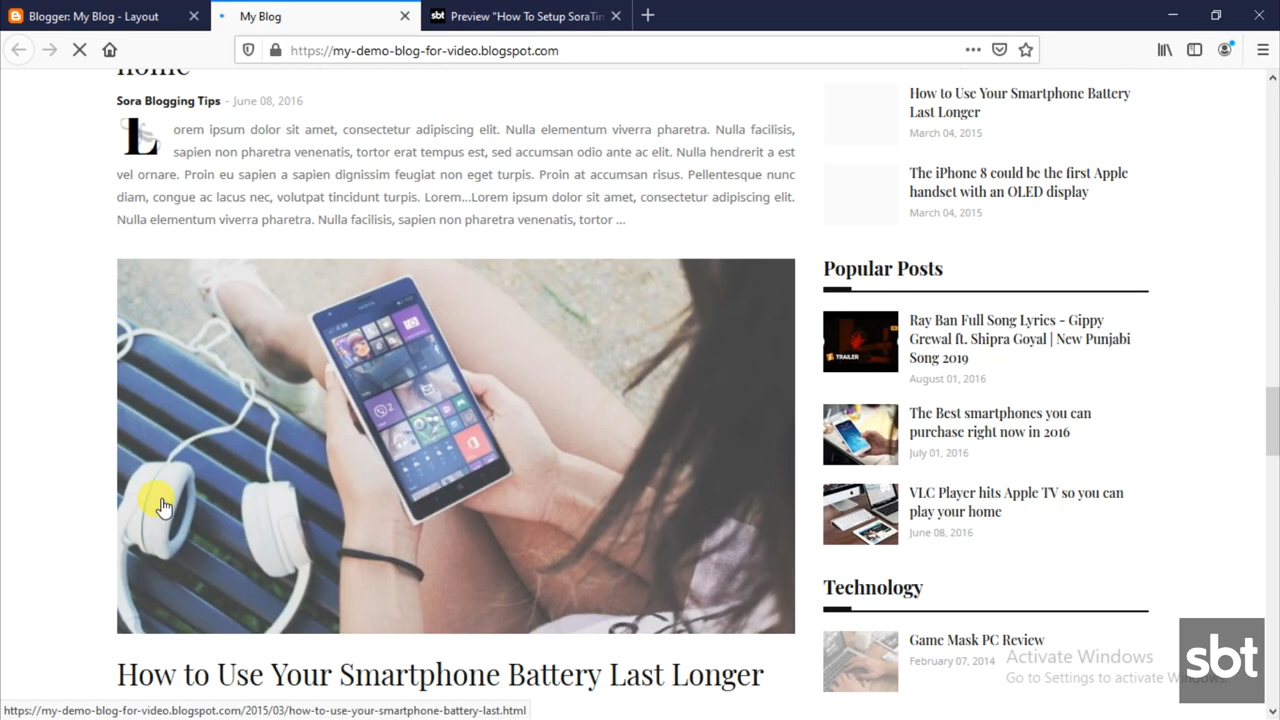 Blogger: My Blog - Layout
My Blog
sbt Preview "How To Setup SoraTim
https://my-demo-blog-for-video.blogspot.com
Sora Blogging Tips - June 08, 2016
Lorem ipsum dolor sit amet, consectetur adipiscing elit. Nulla elementum viverra pharetra. Nulla facilisis,
sapien non pharetra venenatis, tortor erat tempus est, sed accumsan odio ante ac elit. Nulla hendrerit a est
vel ornare. Proin eu sapien a sapien dignissim feugiat non eget turpis. Proin at accumsan risus. Pellentesque nunc
diam, congue ac lacus nec, volutpat tincidunt turpis. Lorem...Lorem ipsum dolor sit amet, consectetur adipiscing elit.
Nulla elementum viverra pharetra. Nulla facilisis, sapien non pharetra venenatis, tortor ...
How to Use Your Smartphone Battery Last Longer
How to Use Your Smartphone Battery
Last Longer
March 04, 2015
The iPhone 8 could be the first Apple
handset with an OLED display
March 04, 2015
Popular Posts
Ray Ban Full Song Lyrics - Gippy
Grewal ft. Shipra Goyal | New Punjabi
Song 2019
August 01, 2016
TRAILER
The Best smartphones you can
purchase right now in 2016
July 01, 2016
VLC Player hits Apple TV so you can
play your home
June 08, 2016
Technology
Game Mask PC Review
February 07, 2014
Activate Windows
Go to Settings to activate Windows.
sbt
https://my-demo-blog-for-video.blogspot.com/2015/03/how-to-use-your-smartphone-battery-last.html